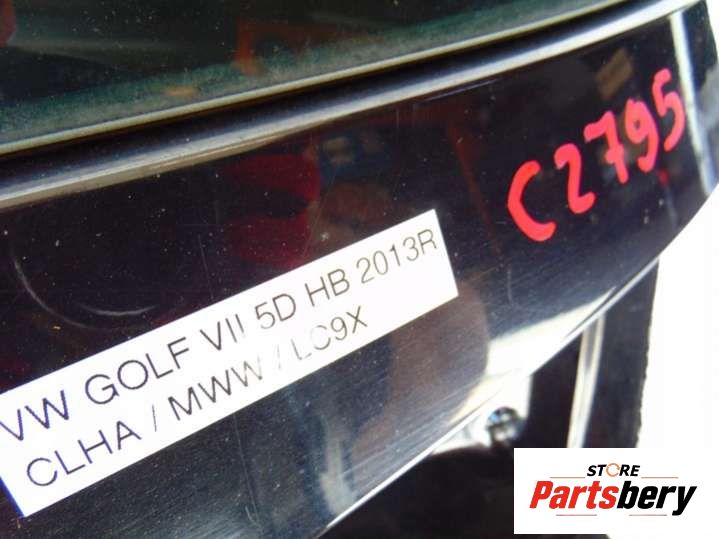 C2795
VW GOLF VII 5D HB 2013R
CLHA / MWW / LC9X
STORE
Partsbery